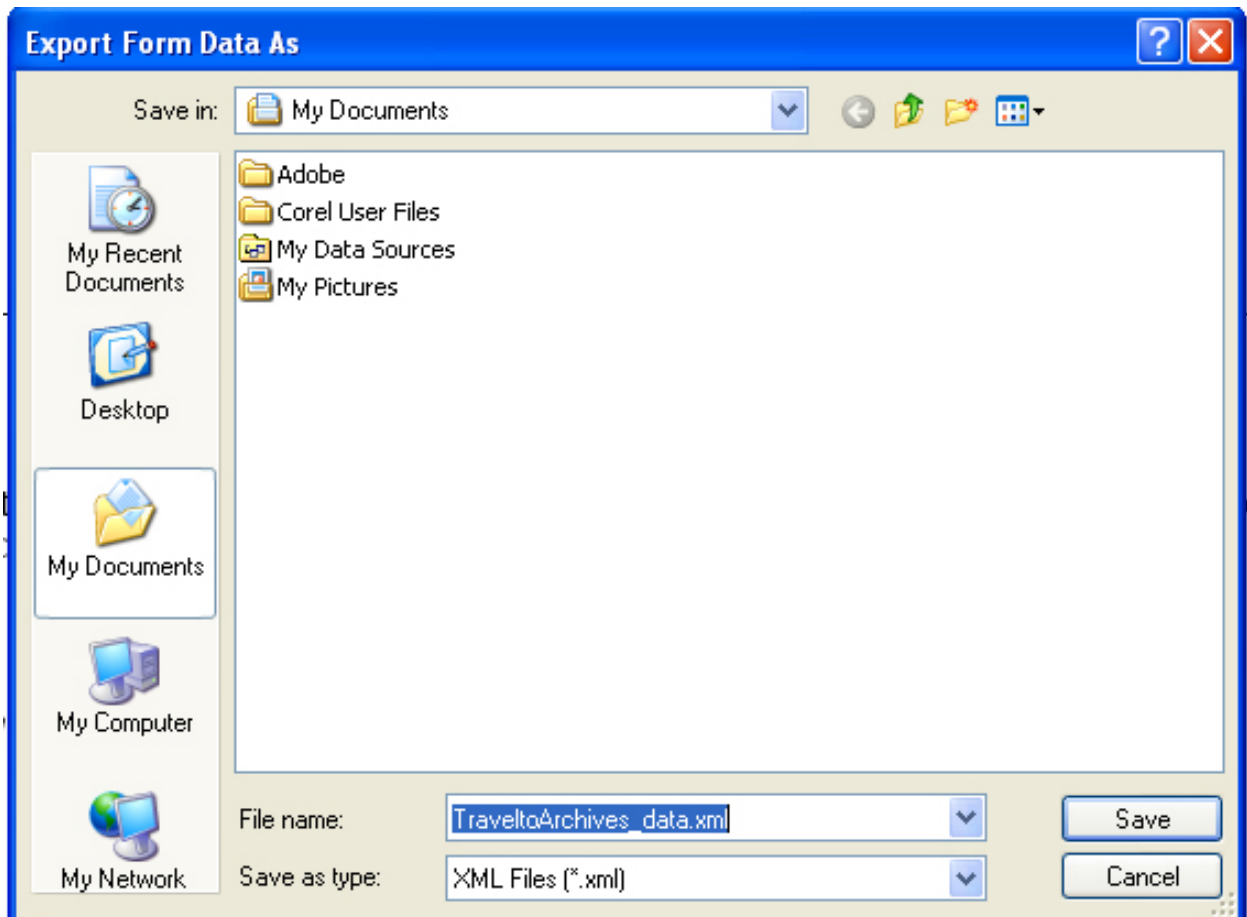 Export Form Data As
Save in:
My Documents
Adobe
Corel User Files
My Data Sources
My Pictures
My Recent
Documents
Desktop
My Documents
My Computer
My Network
File name:
TraveltoArchives_data.xml
Save
Save as type:
XML Files (*.xml)
Cancel